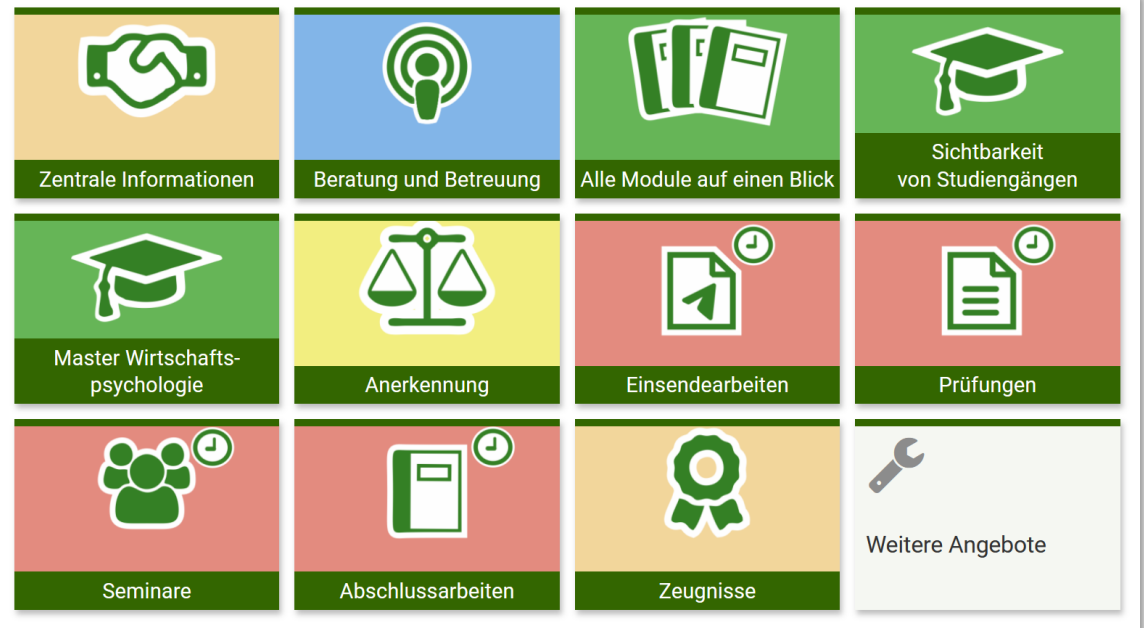 Zentrale Informationen
Beratung und Betreuung
Alle Module auf einen Blick
Sichtbarkeit
von Studiengängen
Master Wirtschafts-
psychologie
Anerkennung
Einsendearbeiten
Prüfungen
Seminare
Abschlussarbeiten
Zeugnisse
Weitere Angebote